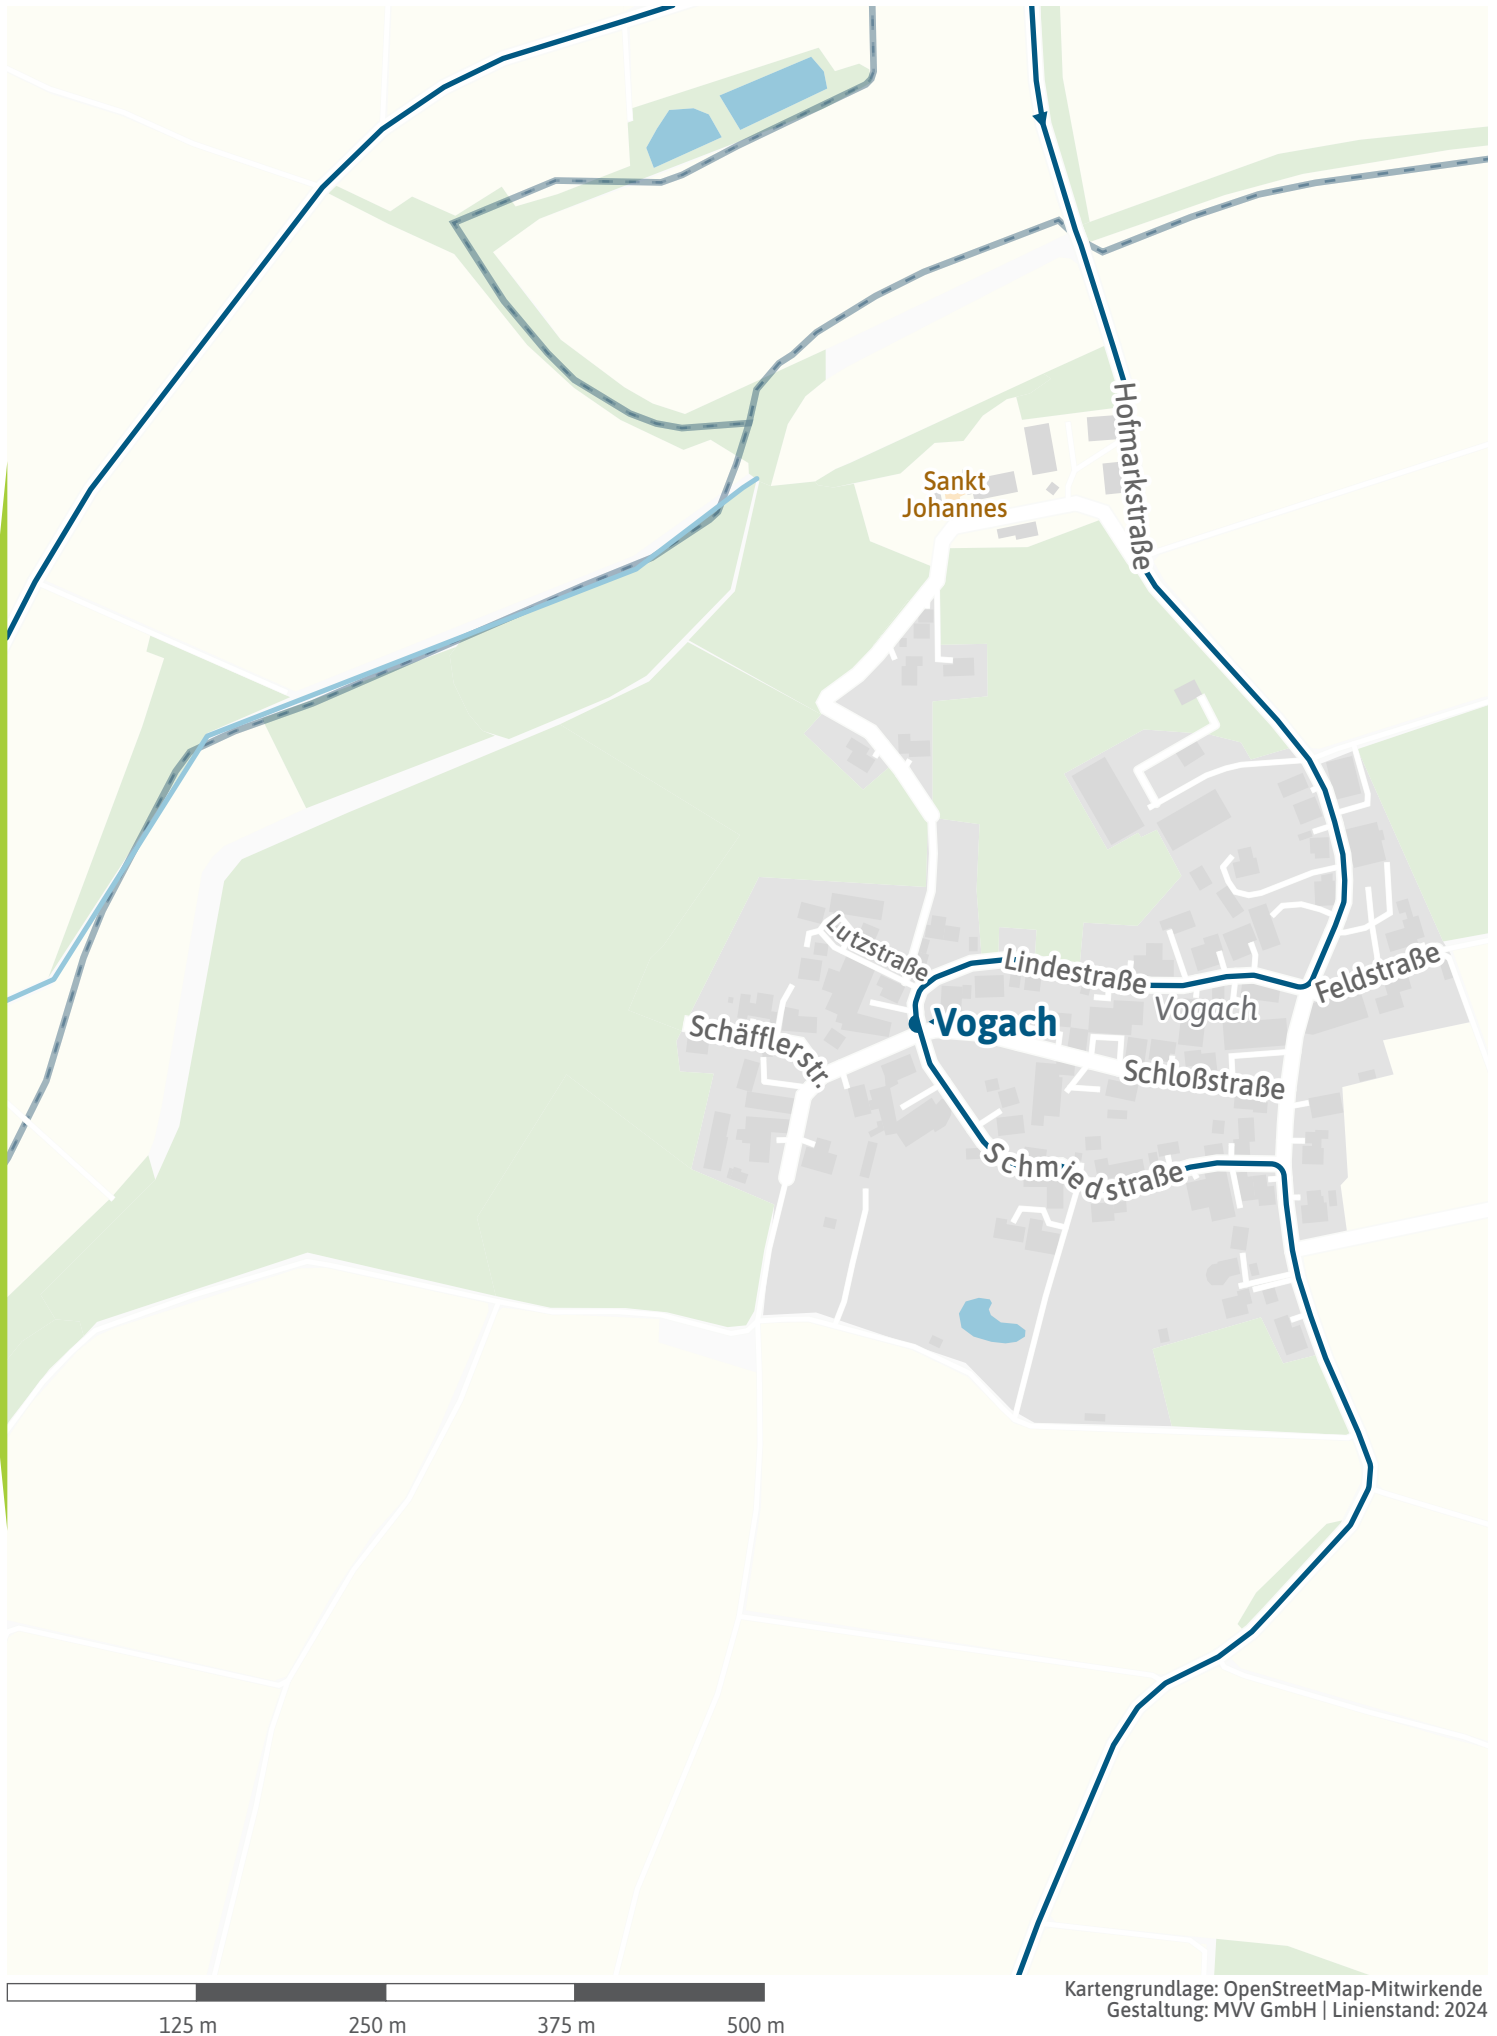 Hofmarkstraße
Sankt
Johannes
Lutzstraße
Lindestraße
Feldstraße
Vogach
Vogach
Schäfflerstr.
Schloßstraße
Schmiedstraße
Kartengrundlage: OpenStreetMap-Mitwirkende
Gestaltung: MVV GmbH | Linienstand: 2024
125 m
250 m
375 m
500 m